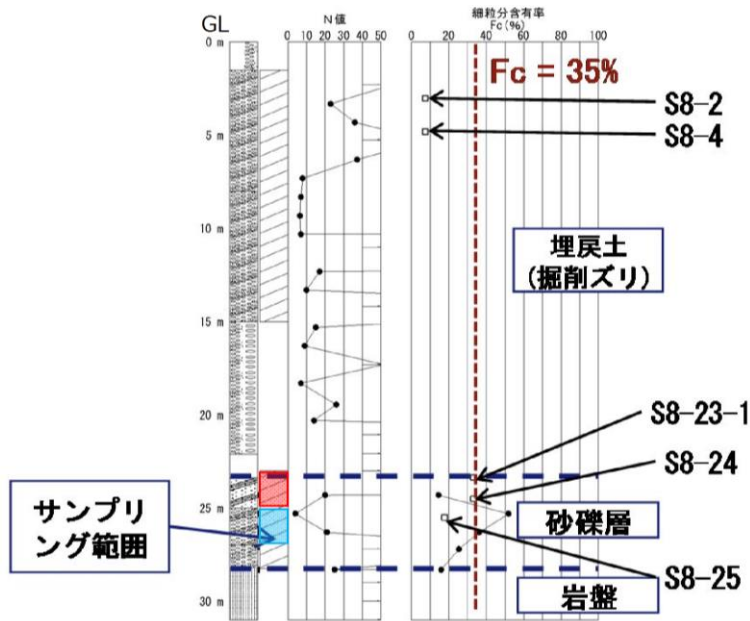 GL
N値
細粒分含有率
Fc(%)
0 10 20 30 40 50
0 20 40 60 80 100
0 m
5 m
10 m
15 m
20 m
25 m
30 m
Fc = 35%
S8-2
S8-4
埋戻土
(掘削ズリ)
S8-23-1
S8-24
サンプリ
ング範囲
砂礫層
S8-25
岩盤